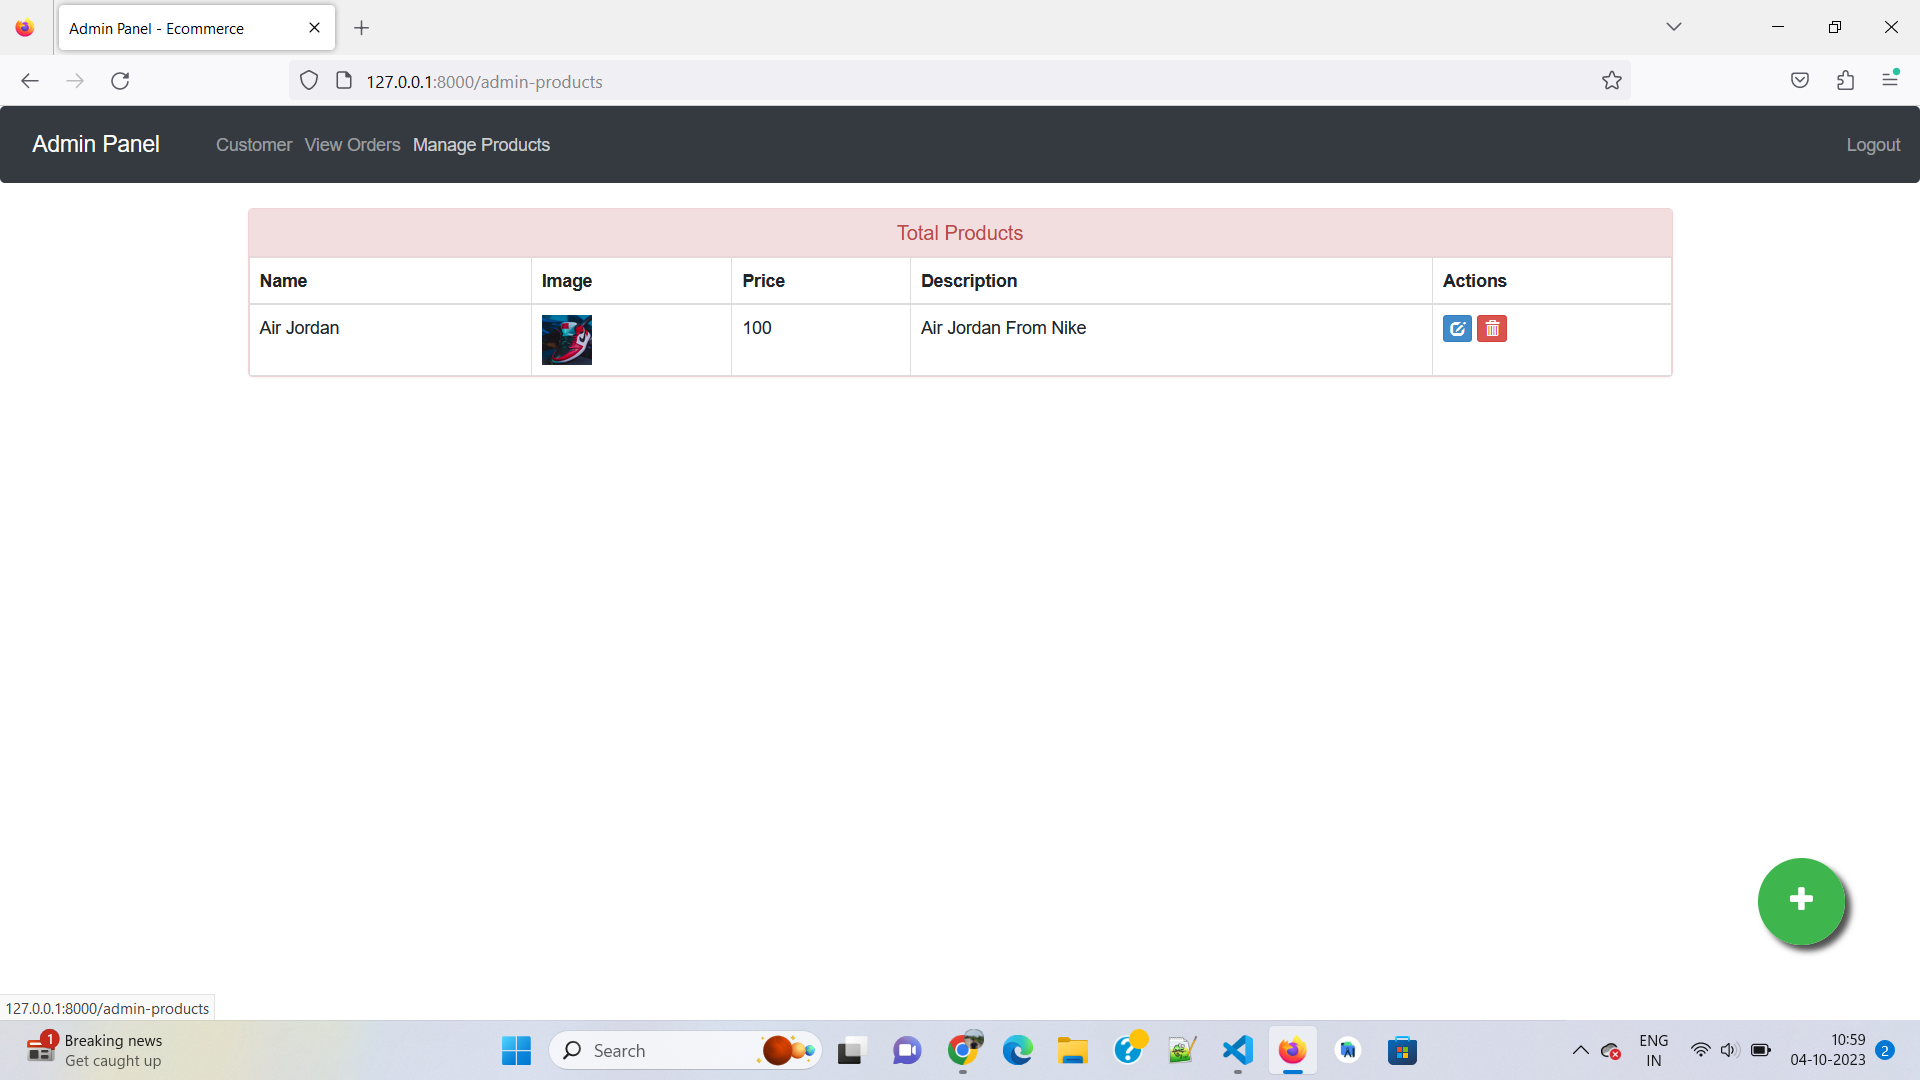 Admin Panel - Ecommerce
127.0.0.1:8000/admin-products
Admin Panel Customer View Orders Manage Products Logout
Total Products
Name Image Price Description Actions
Air Jordan 100 Air Jordan From Nike
127.0.0.1:8000/admin-products
1 Breaking news
Get caught up
Search
ENG
IN
10:59
04-10-2023
2